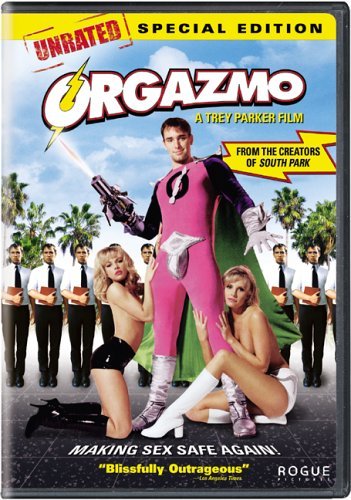 UNRATED
SPECIAL EDITION
ORGAZMO
A TREY PARKER FILM
FROM THE CREATORS
OF SOUTH PARK
MAKING SEX SAFE AGAIN!
"Blissfully Outrageous"
Los Angeles Times
ROGUE
PICTURES